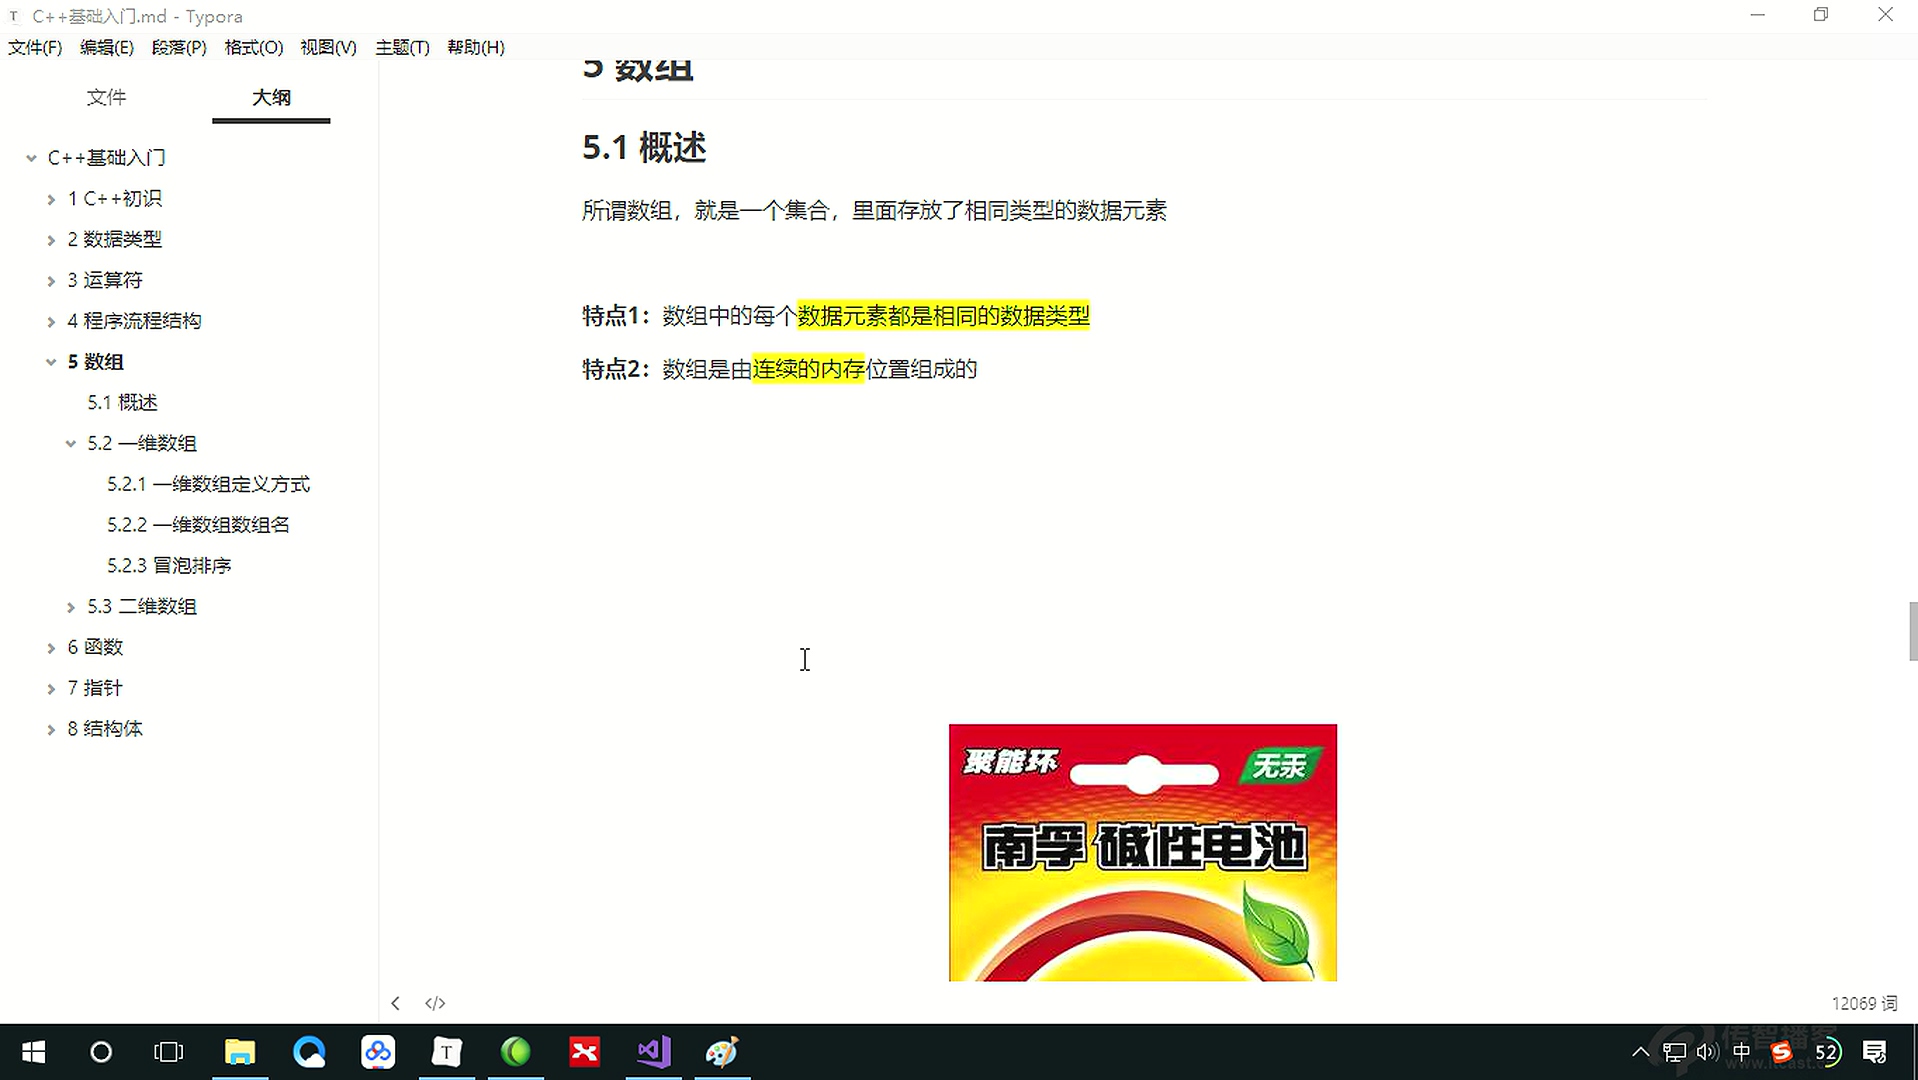 C++基础入门.md - Typora
文件(F) 编辑(E) 段落(P) 格式(O) 视图(V) 主题(T) 帮助(H)
文件 大纲
C++基础入门
1 C++初识
2 数据类型
3 运算符
4 程序流程结构
5 数组
5.1 概述
5.2 一维数组
5.2.1 一维数组定义方式
5.2.2 一维数组数组名
5.2.3 冒泡排序
5.3 二维数组
6 函数
7 指针
8 结构体
5 数组
5.1 概述
所谓数组，就是一个集合，里面存放了相同类型的数据元素
特点1：数组中的每个数据元素都是相同的数据类型
特点2：数组是由连续的内存位置组成的
聚能环
无汞
南孚 碱性电池
12069 词
中
52
传智播客
www.itcast.c